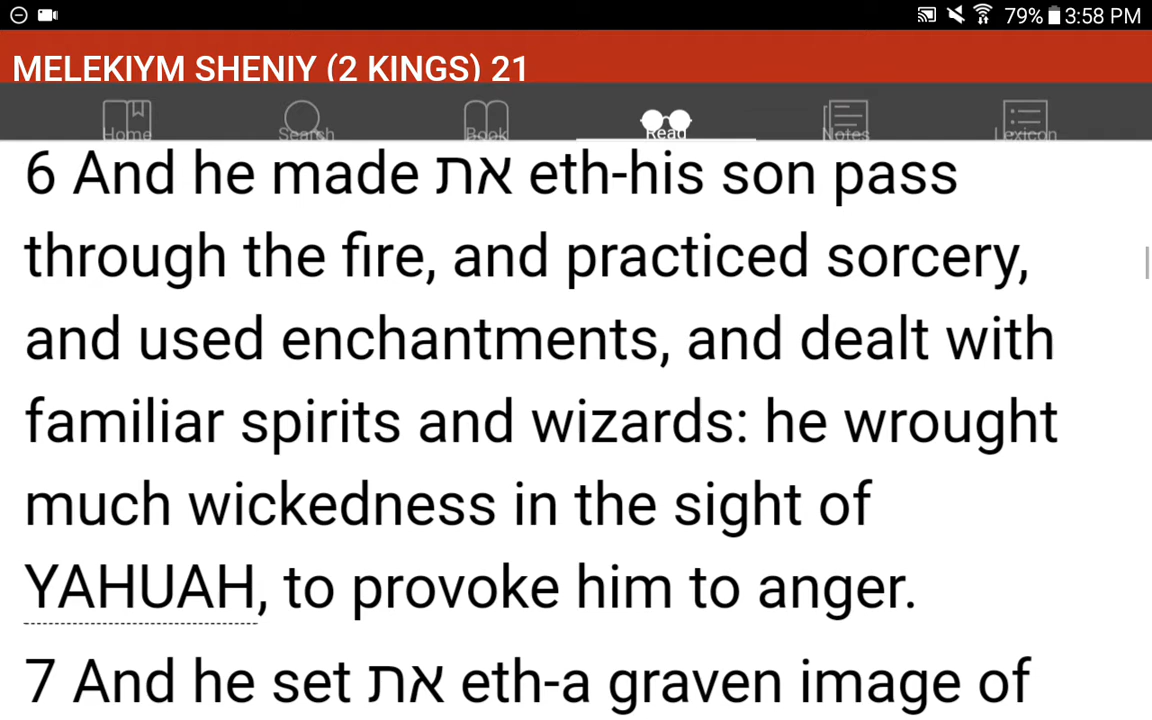 79% 3:58 PM
MELEKIYM SHENIY (2 KINGS) 21
Home Search Book Read Notes Lexicon
6 And he made את eth-his son pass
through the fire, and practiced sorcery,
and used enchantments, and dealt with
familiar spirits and wizards: he wrought
much wickedness in the sight of
YAHUAH, to provoke him to anger.
7 And he set את eth-a graven image of